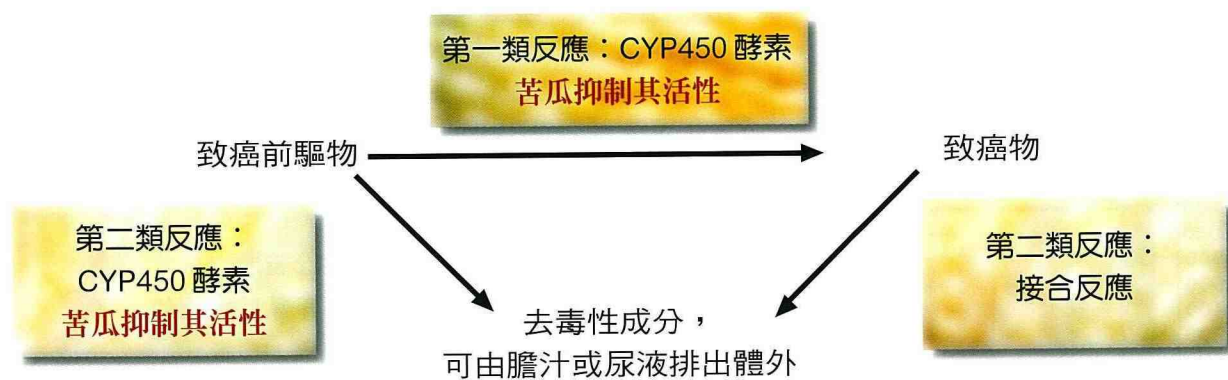 第一類反應：CYP450 酵素
苦瓜抑制其活性
致癌前驅物
致癌物
第二類反應：
CYP450 酵素
苦瓜抑制其活性
第二類反應：
接合反應
去毒性成分，
可由膽汁或尿液排出體外